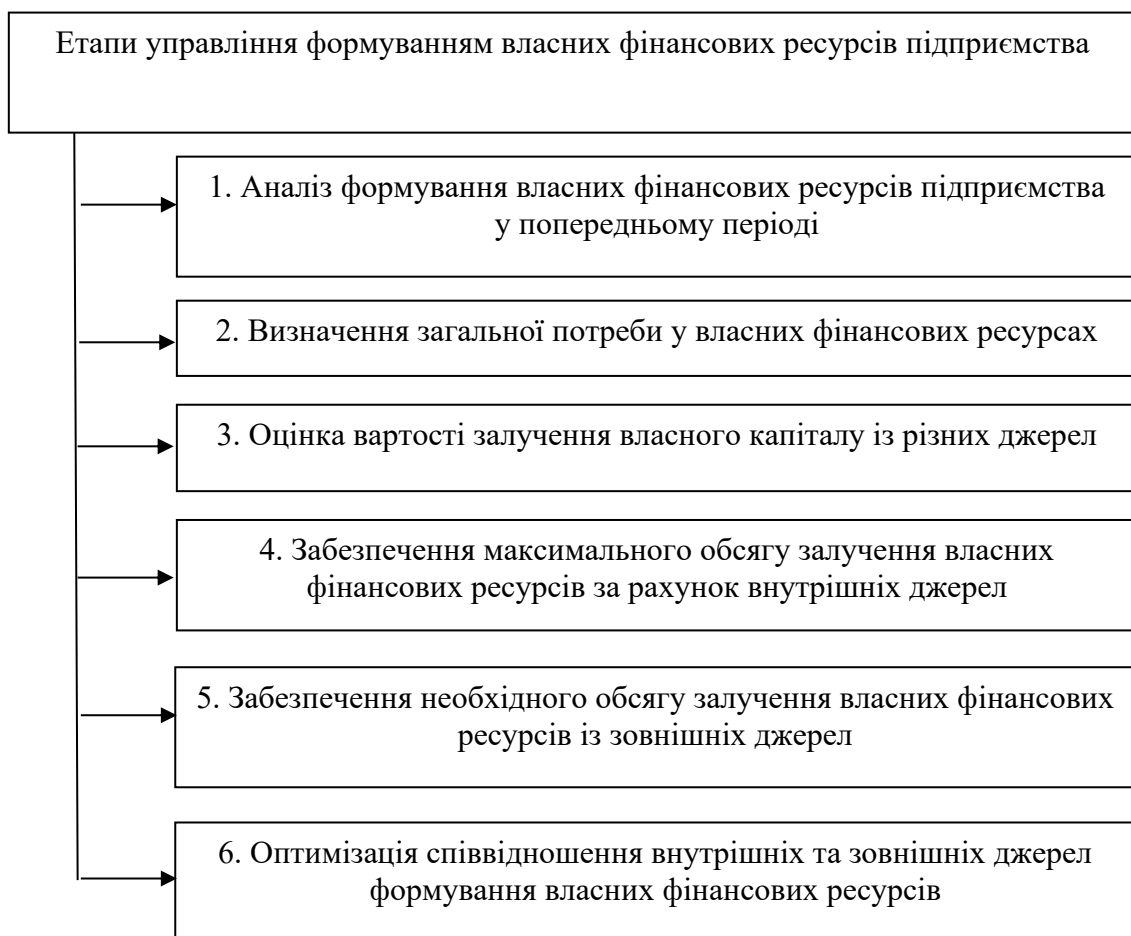 Етапи управління формуванням власних фінансових ресурсів підприємства
1. Аналіз формування власних фінансових ресурсів підприємства
у попередньому періоді
2. Визначення загальної потреби у власних фінансових ресурсах
3. Оцінка вартості залучення власного капіталу із різних джерел
4. Забезпечення максимального обсягу залучення власних
фінансових ресурсів за рахунок внутрішніх джерел
5. Забезпечення необхідного обсягу залучення власних фінансових
ресурсів із зовнішніх джерел
6. Оптимізація співвідношення внутрішніх та зовнішніх джерел
формування власних фінансових ресурсів